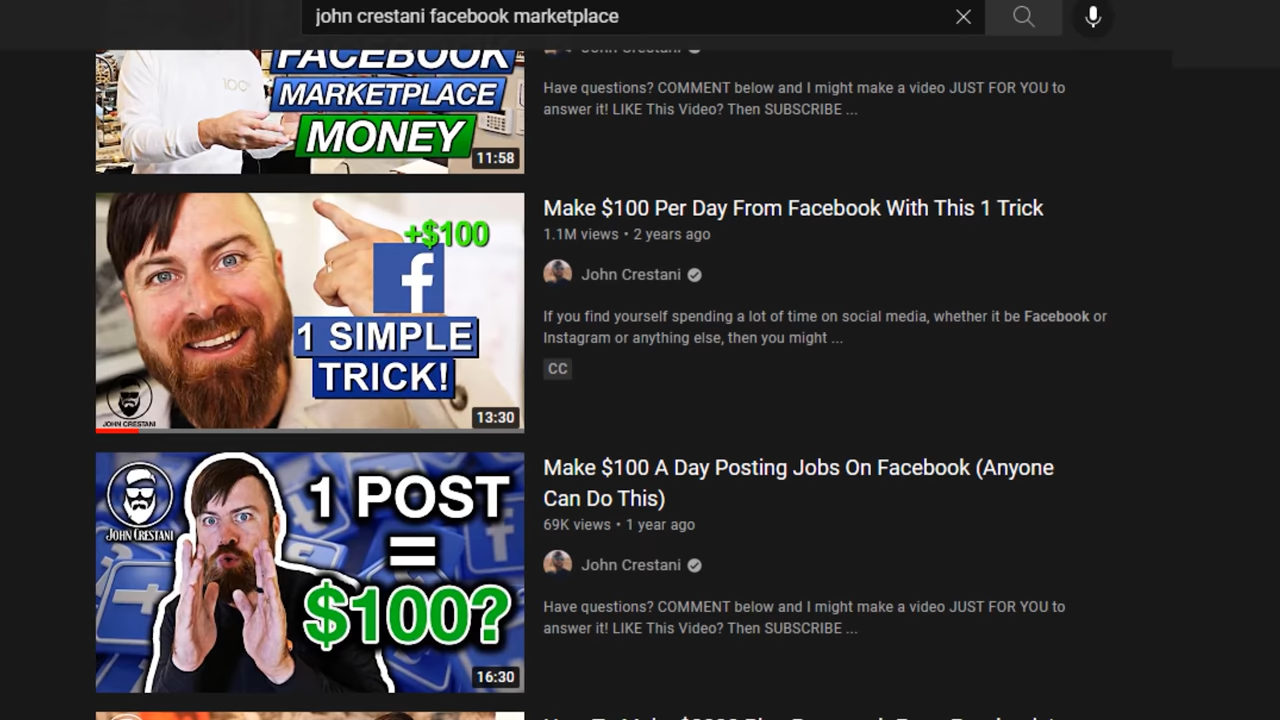 john crestani facebook marketplace
FACEBOOK
MARKETPLACE
MONEY
11:58
John Crestani
Have questions? COMMENT below and I might make a video JUST FOR YOU to
answer it! LIKE This Video? Then SUBSCRIBE ...
+$100
f
1 SIMPLE
TRICK!
JOHN CRESTANI
13:30
Make $100 Per Day From Facebook With This 1 Trick
1.1M views • 2 years ago
John Crestani
If you find yourself spending a lot of time on social media, whether it be Facebook or
Instagram or anything else, then you might ...
CC
JOHN CRESTANI
1 POST
=
$100?
16:30
Make $100 A Day Posting Jobs On Facebook (Anyone
Can Do This)
69K views • 1 year ago
John Crestani
Have questions? COMMENT below and I might make a video JUST FOR YOU to
answer it! LIKE This Video? Then SUBSCRIBE ...